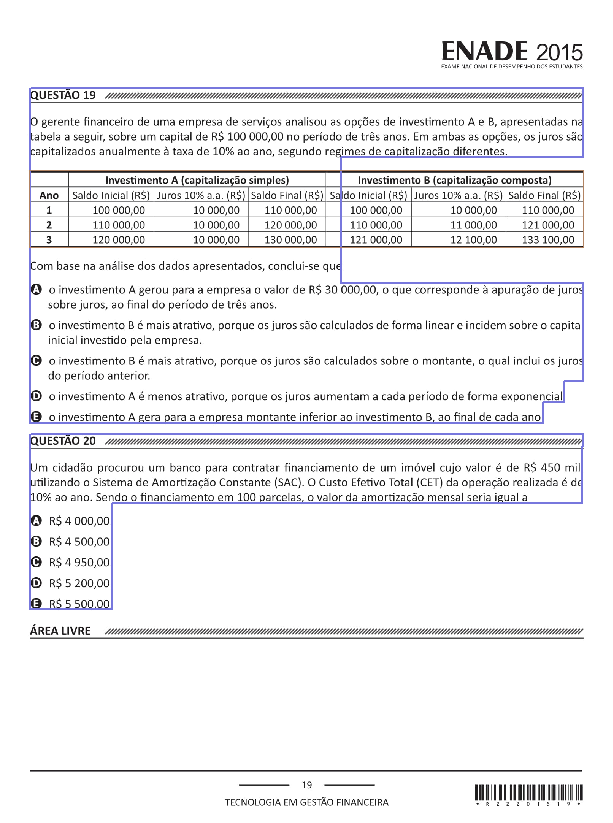 ENADE 2015
EXAME NACIONAL DE DESEMPENHO DOS ESTUDANTES
QUESTÃO 19
O gerente financeiro de uma empresa de serviços analisou as opções de investimento A e B, apresentadas na
tabela a seguir, sobre um capital de R$ 100 000,00 no período de três anos. Em ambas as opções, os juros são
capitalizados anualmente à taxa de 10% ao ano, segundo regimes de capitalização diferentes.
Investimento A (capitalização simples) Investimento B (capitalização composta)
Ano Saldo Inicial (R$) Juros 10% a.a. (R$) Saldo Final (R$) Saldo Inicial (R$) Juros 10% a.a. (R$) Saldo Final (R$)
1 100 000,00 10 000,00 110 000,00 100 000,00 10 000,00 110 000,00
2 110 000,00 10 000,00 120 000,00 110 000,00 11 000,00 121 000,00
3 120 000,00 10 000,00 130 000,00 121 000,00 12 100,00 133 100,00
Com base na análise dos dados apresentados, conclui-se que
A o investimento A gerou para a empresa o valor de R$ 30 000,00, o que corresponde à apuração de juros
sobre juros, ao final do período de três anos.
B o investimento B é mais atrativo, porque os juros são calculados de forma linear e incidem sobre o capita
inicial investido pela empresa.
C o investimento B é mais atrativo, porque os juros são calculados sobre o montante, o qual inclui os juros
do período anterior.
D o investimento A é menos atrativo, porque os juros aumentam a cada período de forma exponencial
E o investimento A gera para a empresa montante inferior ao investimento B, ao final de cada ano
QUESTÃO 20
Um cidadão procurou um banco para contratar financiamento de um imóvel cujo valor é de R$ 450 mil
utilizando o Sistema de Amortização Constante (SAC). O Custo Efetivo Total (CET) da operação realizada é de
10% ao ano. Sendo o financiamento em 100 parcelas, o valor da amortização mensal seria igual a
A R$ 4 000,00
B R$ 4 500,00
C R$ 4 950,00
D R$ 5 200,00
E R$ 5 500,00
ÁREA LIVRE
19
TECNOLOGIA EM GESTÃO FINANCEIRA
*R22201519*